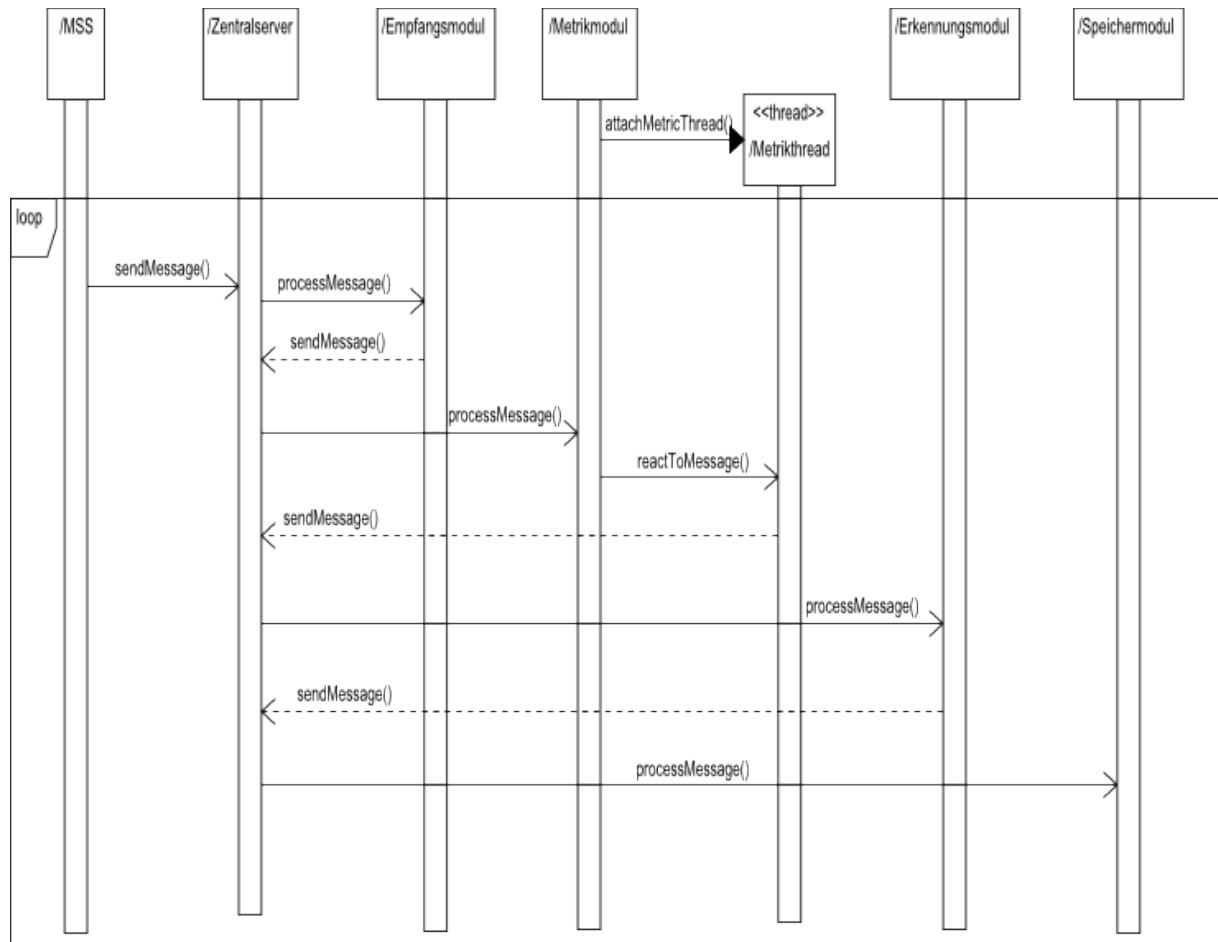 /MSS
/Zentralserver
/Empfangsmodul
/Metrikmodul
/Erkennungsmodul
/Speichermodul
<<thread>>
/Metrikthread
attachMetricThread()
loop
sendMessage()
processMessage()
sendMessage()
processMessage()
reactToMessage()
sendMessage()
processMessage()
sendMessage()
processMessage()